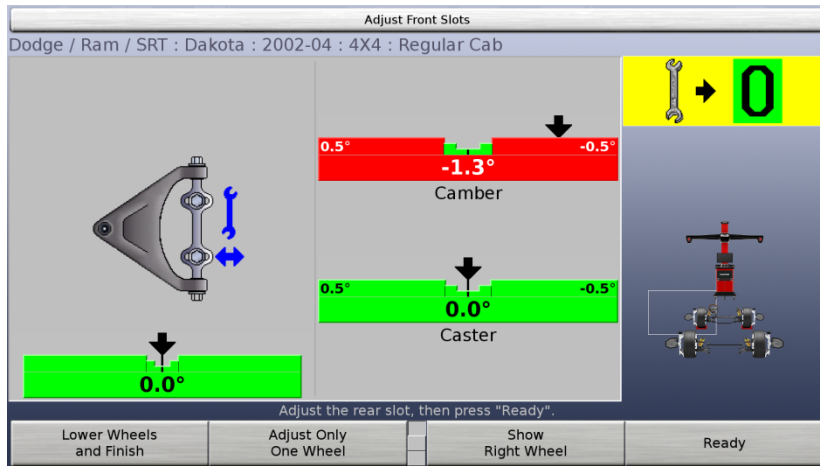 Adjust Front Slots
Dodge / Ram / SRT : Dakota : 2002-04 : 4X4 : Regular Cab
0
0.5° -0.5°
-1.3°
Camber
0.5° -0.5°
0.0°
Caster
0.0°
Adjust the rear slot, then press "Ready".
Lower Wheels
and Finish
Adjust Only
One Wheel
Show
Right Wheel
Ready